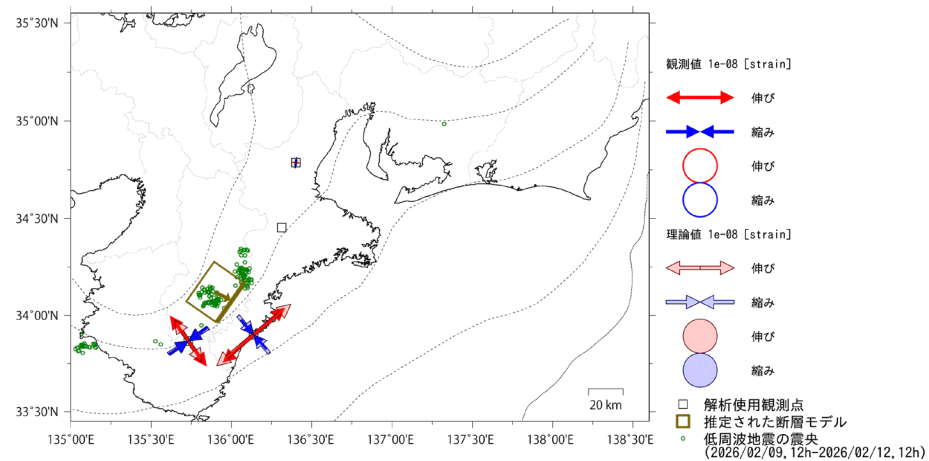 35°30'N
35°00'N
34°30'N
34°00'N
33°30'N
135°00'E
135°30'E
136°00'E
136°30'E
137°00'E
137°30'E
138°00'E
138°30'E
20 km
観測値 1e-08 [strain]
伸び
縮み
伸び
縮み
理論値 1e-08 [strain]
伸び
縮み
伸び
縮み
解析使用観測点
推定された断層モデル
低周波地震の震央
(2026/02/09,12h-2026/02/12,12h)